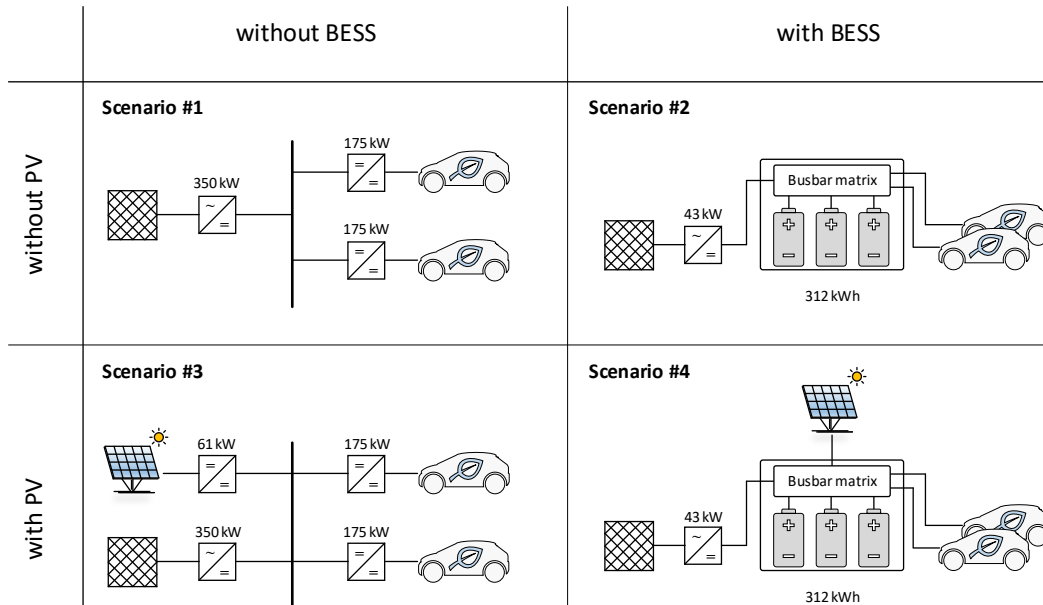 without BESS
with BESS
without PV
Scenario #1
350 kW
175 kW
175 kW
Scenario #2
43 kW
Busbar matrix
312 kWh
with PV
Scenario #3
61 kW
175 kW
350 kW
175 kW
Scenario #4
43 kW
Busbar matrix
312 kWh